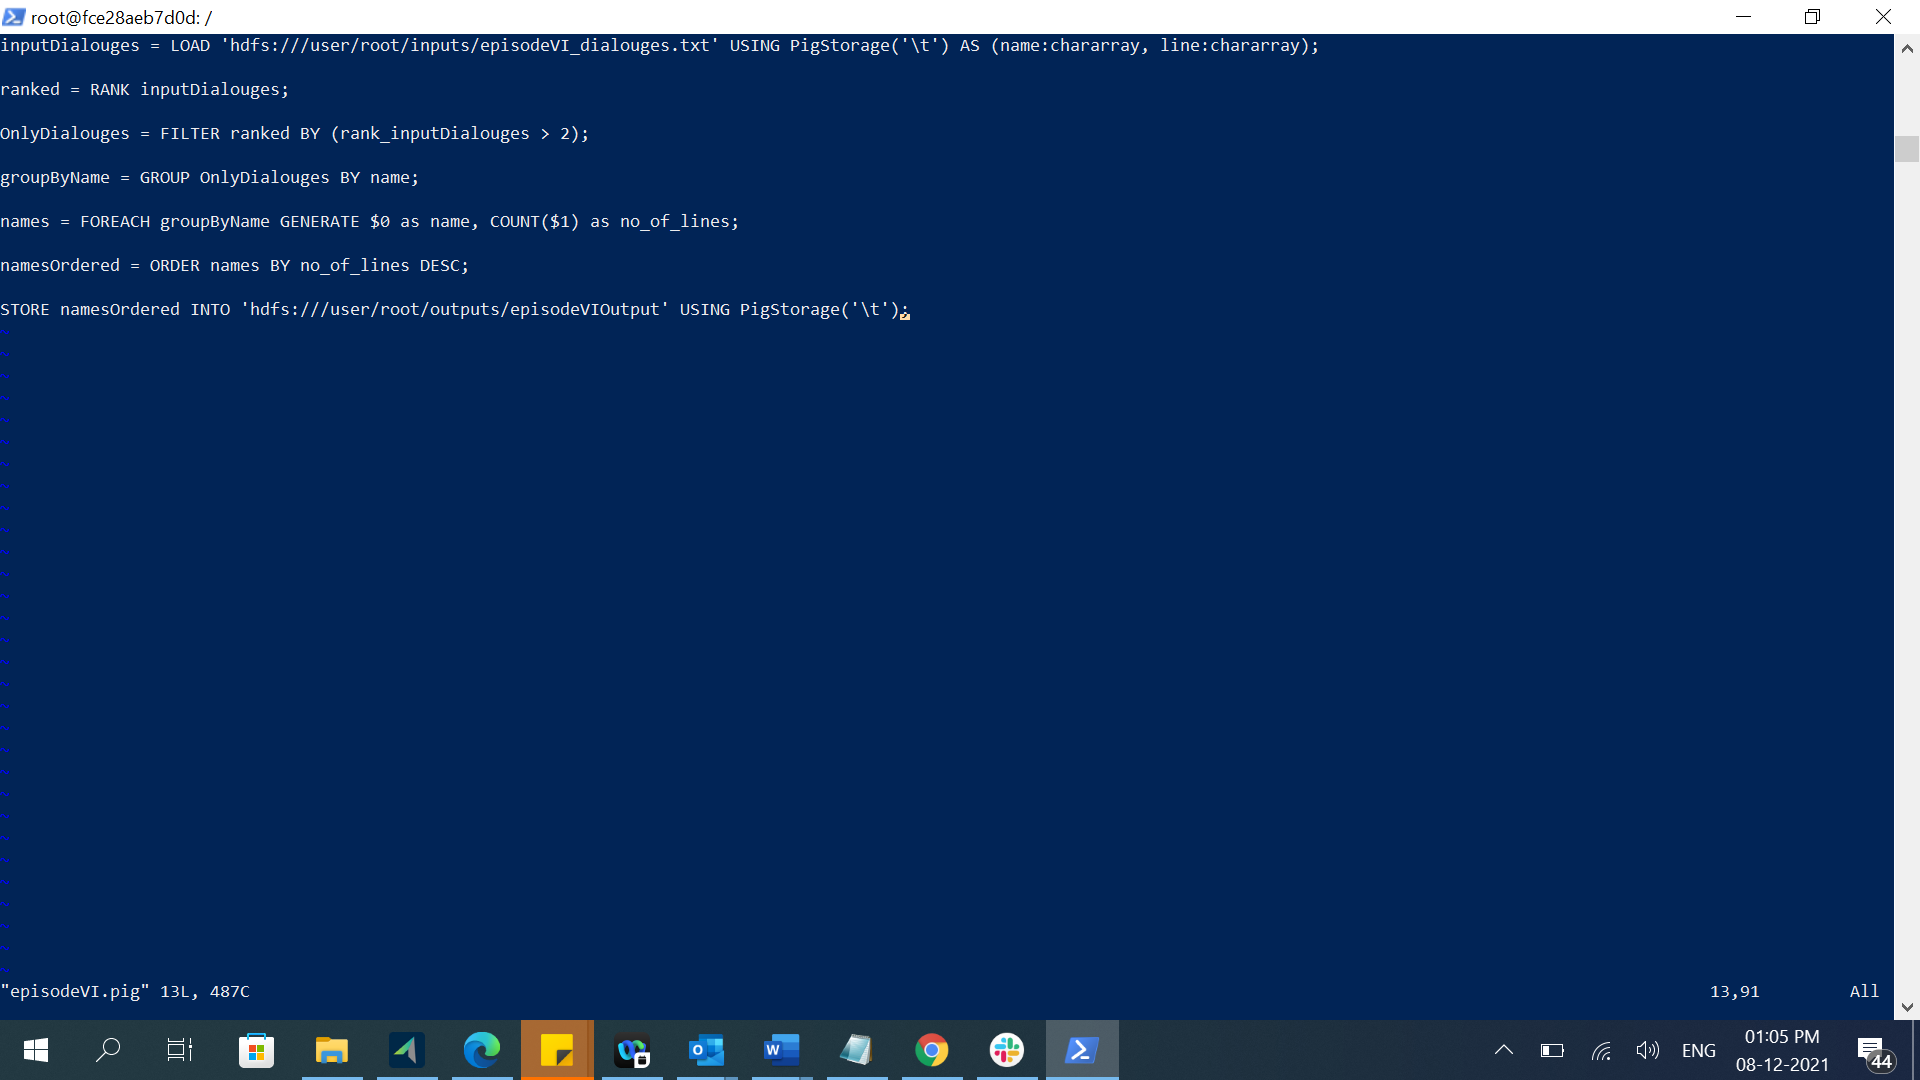 root@fce28aeb7d0d: /
inputDialouges = LOAD 'hdfs:///user/root/inputs/episodeVI_dialouges.txt' USING PigStorage('\t') AS (name:chararray, line:chararray);
ranked = RANK inputDialouges;
OnlyDialouges = FILTER ranked BY (rank_inputDialouges > 2);
groupByName = GROUP OnlyDialouges BY name;
names = FOREACH groupByName GENERATE $0 as name, COUNT($1) as no_of_lines;
namesOrdered = ORDER names BY no_of_lines DESC;
STORE namesOrdered INTO 'hdfs:///user/root/outputs/episodeVIOutput' USING PigStorage('\t');
"episodeVI.pig" 13L, 487C 13,91 All
ENG
01:05 PM
08-12-2021
44